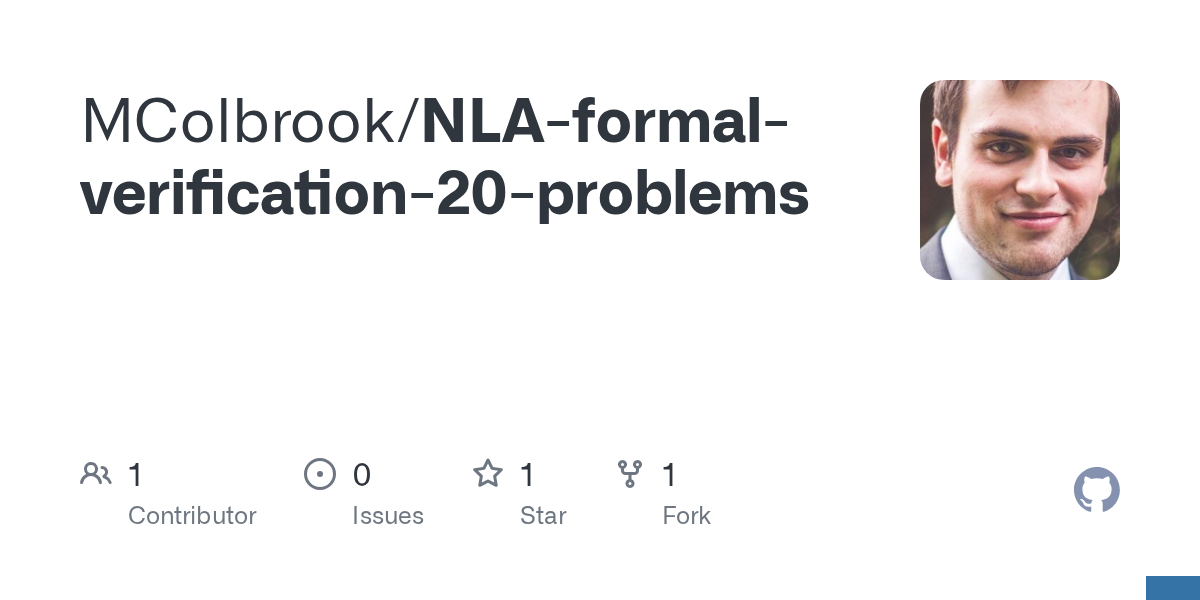 MColbrook/NLA-formal-
verification-20-problems
1
Contributor
0
Issues
1
Star
1
Fork